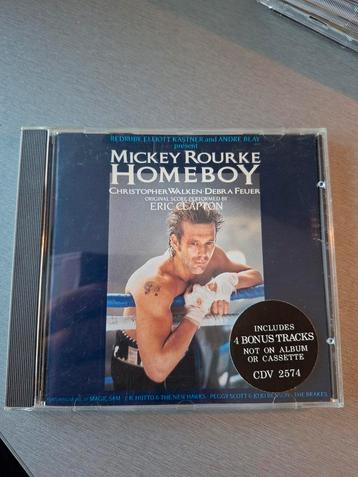 REDRUBY, ELLIOTT KASTNER and ANDRE BLAY
present
MICKEY ROURKE
HOMEBOY
CHRISTOPHER WALKEN · DEBRA FEUER
ORIGINAL SCORE PERFORMED BY
ERIC CLAPTON
INCLUDES
4 BONUS TRACKS
NOT ON ALBUM
OR CASSETTE
CDV 2574
MAGIC SAM · J.B. HUTTO & THE NEW HAWKS · PEGGY SCOTT & JO JO BENSON · THE BRAKES